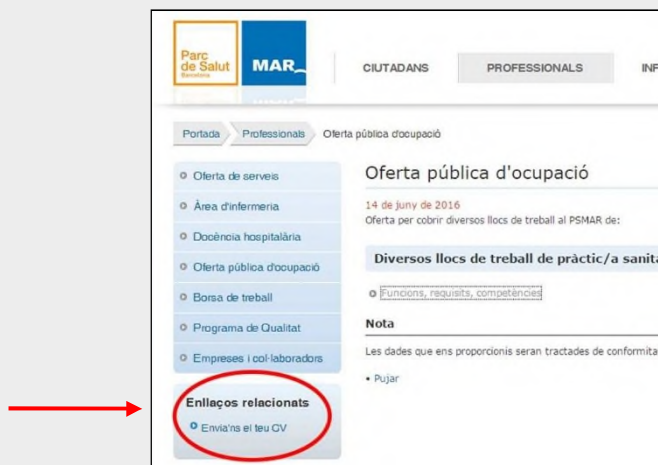 Parc
de Salut
Barcelona
MAR
CIUTADANS
PROFESSIONALS
INF
Portada
Professionals
Oferta pública d'ocupació
Oferta de serveis
Àrea d'infermeria
Docència hospitalària
Oferta pública d'ocupació
Borsa de treball
Programa de Qualitat
Empreses i col·laboradors
Enllaços relacionats
Envia'ns el teu CV
Oferta pública d'ocupació
14 de juny de 2016
Oferta per cobrir diversos llocs de treball al PSMAR de:
Diversos llocs de treball de pràctic/a sanita
Funcions, requisits, competències
Nota
Les dades que ens proporcionis seran tractades de conformita
• Pujar